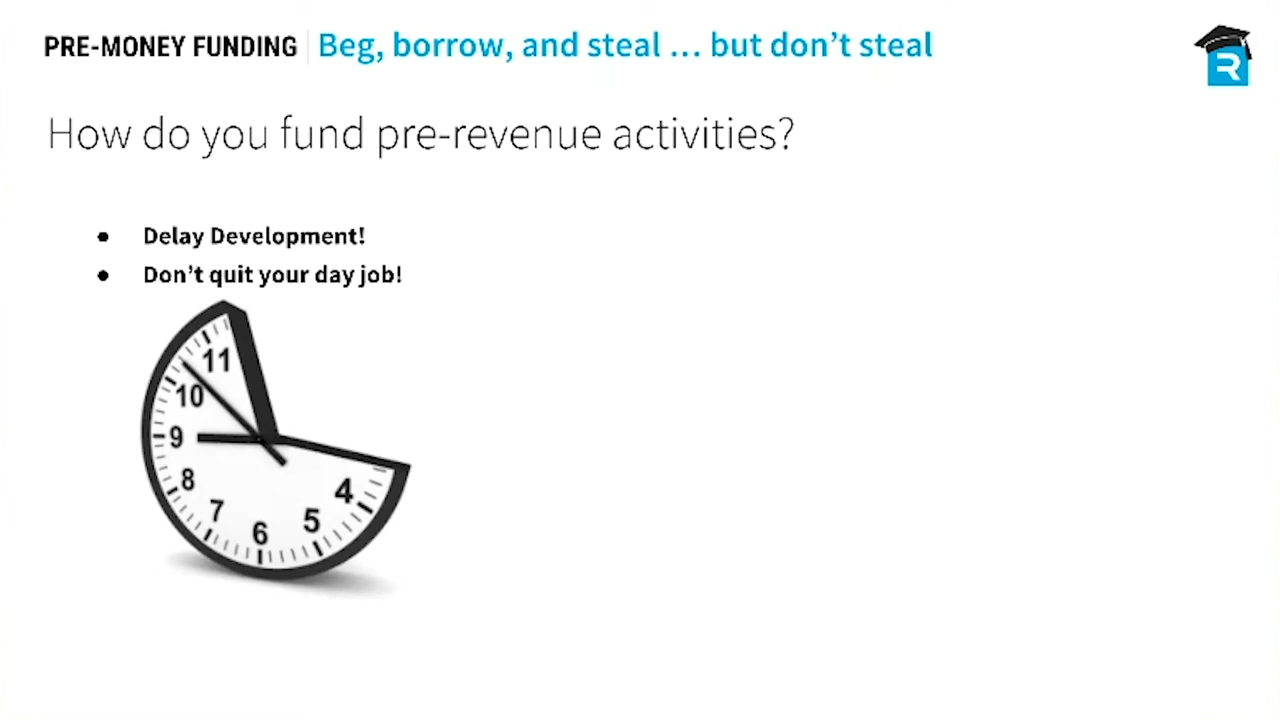 PRE-MONEY FUNDING Beg, borrow, and steal ... but don't steal
R
How do you fund pre-revenue activities?
● Delay Development!
● Don't quit your day job!
11
10
9
8
7
6
5
4